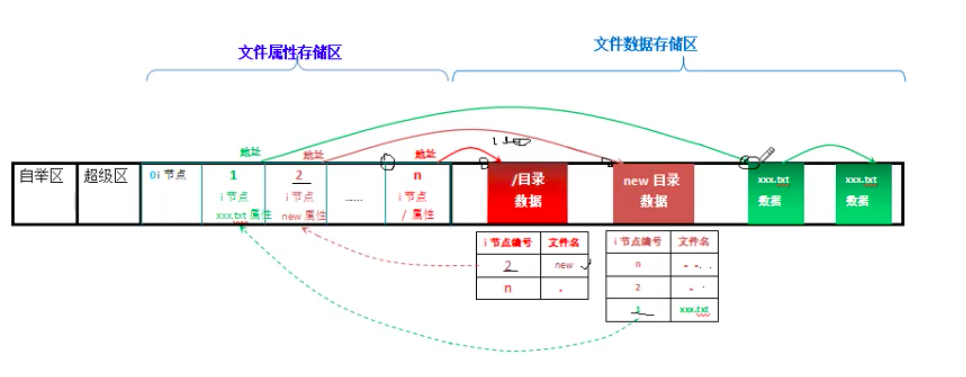 文件属性存储区
文件数据存储区
地址
地址
地址
自举区
超级区
0i 节点
1
i 节点
xxx.txt 属性
2
i 节点
new 属性
……
n
i 节点
/ 属性
/目录
数据
new 目录
数据
xxx.txt
数据
xxx.txt
数据
i 节点编号 文件名
2 new
n .
i 节点编号 文件名
n ..
2 .
1 xxx.txt